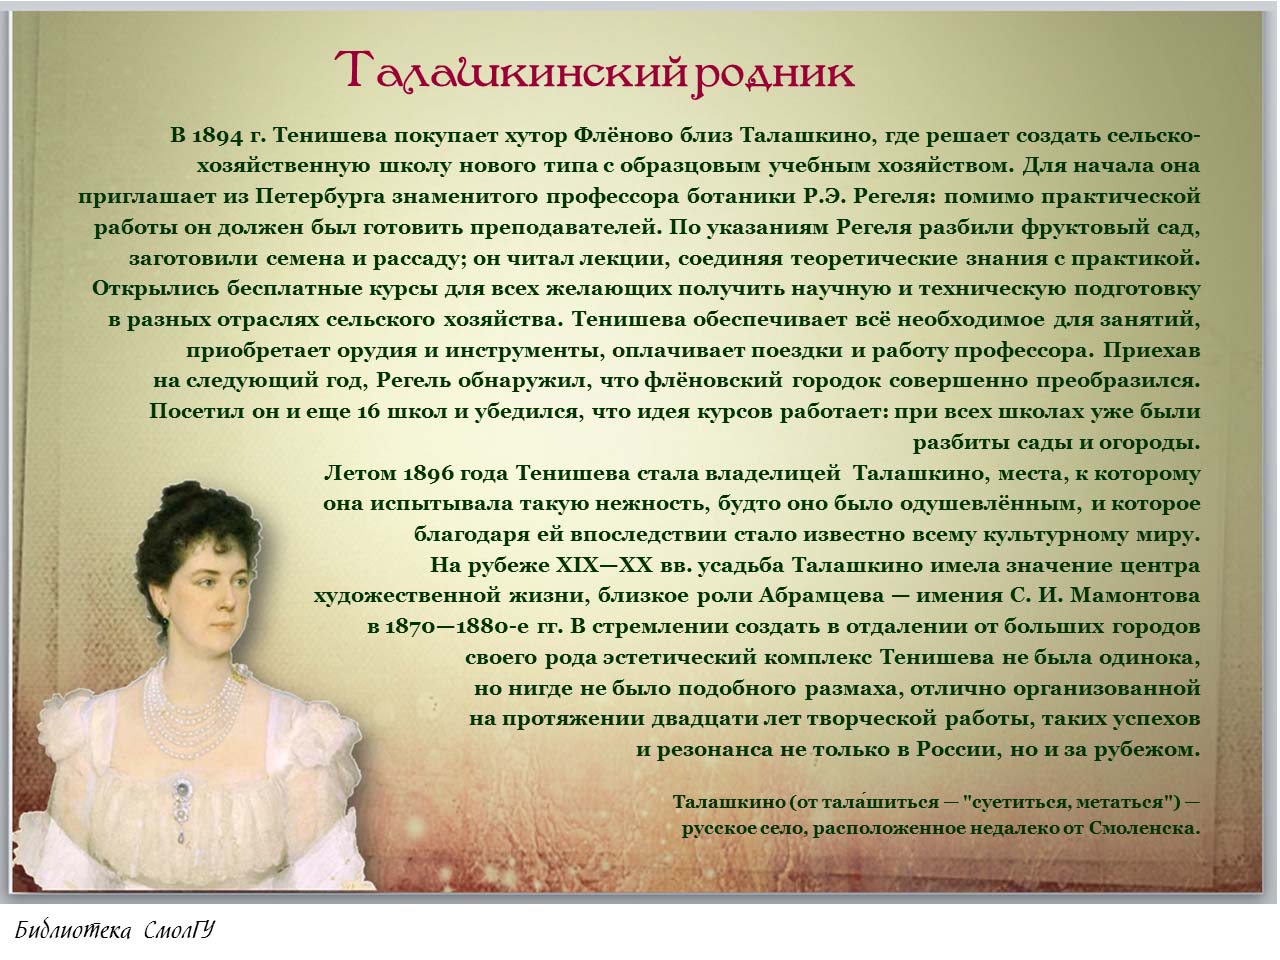 Талашкинский родник
В 1894 г. Тенишева покупает хутор Флёново близ Талашкино, где решает создать сельско-
хозяйственную школу нового типа с образцовым учебным хозяйством. Для начала она
приглашает из Петербурга знаменитого профессора ботаники Р.Э. Регеля: помимо практической
работы он должен был готовить преподавателей. По указаниям Регеля разбили фруктовый сад,
заготовили семена и рассаду; он читал лекции, соединяя теоретические знания с практикой.
Открылись бесплатные курсы для всех желающих получить научную и техническую подготовку
в разных отраслях сельского хозяйства. Тенишева обеспечивает всё необходимое для занятий,
приобретает орудия и инструменты, оплачивает поездки и работу профессора. Приехав
на следующий год, Регель обнаружил, что флёновский городок совершенно преобразился.
Посетил он и еще 16 школ и убедился, что идея курсов работает: при всех школах уже были
разбиты сады и огороды.
Летом 1896 года Тенишева стала владелицей Талашкино, места, к которому
она испытывала такую нежность, будто оно было одушевлённым, и которое
благодаря ей впоследствии стало известно всему культурному миру.
На рубеже XIX—XX вв. усадьба Талашкино имела значение центра
художественной жизни, близкое роли Абрамцева — имения С. И. Мамонтова
в 1870—1880-е гг. В стремлении создать в отдалении от больших городов
своего рода эстетический комплекс Тенишева не была одинока,
но нигде не было подобного размаха, отлично организованной
на протяжении двадцати лет творческой работы, таких успехов
и резонанса не только в России, но и за рубежом.
Талашкино (от тала́шиться — "суетиться, метаться") —
русское село, расположенное недалеко от Смоленска.
Библиотека СмолГУ